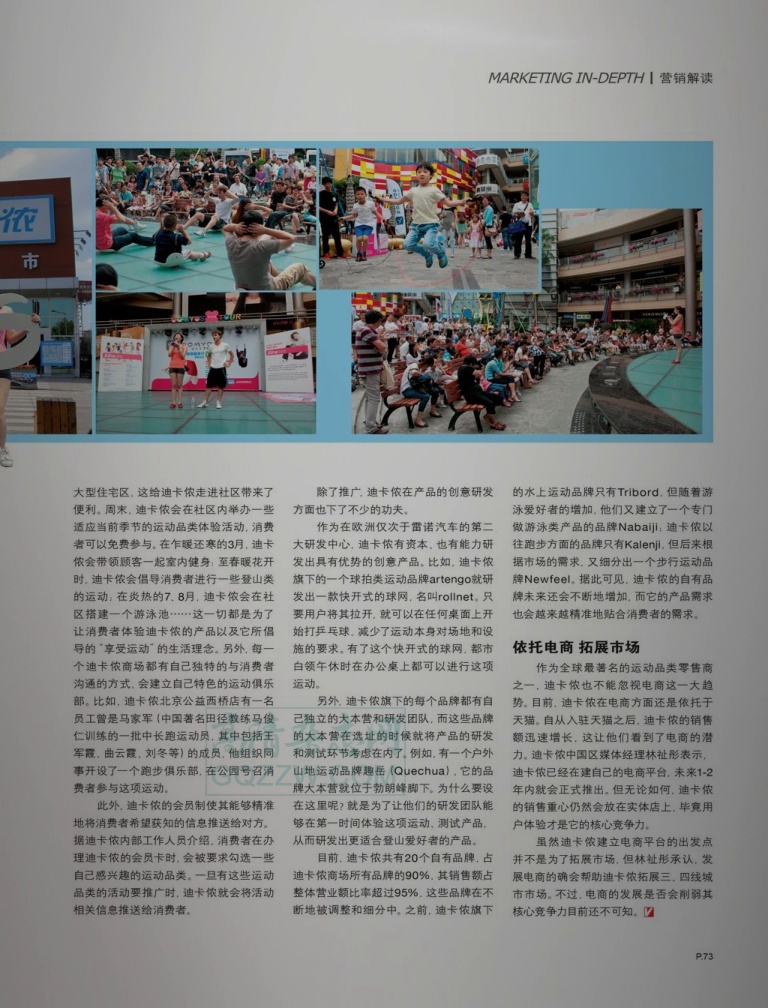 MARKETING IN-DEPTH | 营销解读
侬
市
TOUR
大型住宅区，这给迪卡侬走进社区带来了
便利。周末，迪卡侬会在社区内举办一些
适应当前季节的运动品类体验活动，消费
者可以免费参与。在乍暖还寒的3月，迪卡
侬会带领顾客一起室内健身；至春暖花开
时，迪卡侬会倡导消费者进行一些登山类
的运动；在炎热的7、8月，迪卡侬会在社
区搭建一个游泳池……这一切都是为了
让消费者体验迪卡侬的产品以及它所倡
导的“享受运动”的生活理念。另外，每一
个迪卡侬商场都有自己独特的与消费者
沟通的方式，会建立自己特色的运动俱乐
部。比如，迪卡侬北京公益西桥店有一名
员工曾是马家军（中国著名田径教练马俊
仁训练的一批中长跑运动员，其中包括王
军霞、曲云霞、刘冬等）的成员，他组织同
事开设了一个跑步俱乐部，在公园号召消
费者参与这项运动。
此外，迪卡侬的会员制使其能够精准
地将消费者希望获知的信息推送给对方。
据迪卡侬内部工作人员介绍，消费者在办
理迪卡侬的会员卡时，会被要求勾选一些
自己感兴趣的运动品类。一旦有这些运动
品类的活动要推广时，迪卡侬就会将活动
相关信息推送给消费者。
除了推广，迪卡侬在产品的创意研发
方面也下了不少的功夫。
作为在欧洲仅次于雷诺汽车的第二
大研发中心，迪卡侬有资本、也有能力研
发出具有优势的创意产品。比如，迪卡侬
旗下的一个球拍类运动品牌artengo就研
发出一款快开式的球网，名叫rollnet。只
要用户将其拉开，就可以在任何桌面上开
始打乒乓球，减少了运动本身对场地和设
施的要求。有了这个快开式的球网，都市
白领午休时在办公桌上都可以进行这项
运动。
另外，迪卡侬旗下的每个品牌都有自
己独立的大本营和研发团队，而这些品牌
的大本营在选址的时候就将产品的研发
和测试环节考虑在内了。例如，有一个户外
山地运动品牌趣岳（Quechua），它的品
牌大本营就位于勃朗峰脚下。为什么要设
在这里呢？就是为了让他们的研发团队能
够在第一时间体验这项运动、测试产品，
从而研发出更适合登山爱好者的产品。
目前，迪卡侬共有20个自有品牌，占
迪卡侬商场所有品牌的90%，其销售额占
整体营业额比率超过95%，这些品牌在不
断地被调整和细分中。之前，迪卡侬旗下
的水上运动品牌只有Tribord，但随着游
泳爱好者的增加，他们又建立了一个专门
做游泳类产品的品牌Nabaiji；迪卡侬以
往跑步方面的品牌只有Kalenji，但后来根
据市场的需求，又细分出一个步行运动品
牌Newfeel。据此可见，迪卡侬的自有品
牌未来还会不断地增加，而它的产品需求
也会越来越精准地贴合消费者的需求。
依托电商 拓展市场
作为全球最著名的运动品类零售商
之一，迪卡侬也不能忽视电商这一大趋
势。目前，迪卡侬在电商方面还是依托于
天猫。自从入驻天猫之后，迪卡侬的销售
额迅速增长，这让他们看到了电商的潜
力。迪卡侬中国区媒体经理林祉彤表示，
迪卡侬已经在建自己的电商平台，未来1-2
年内就会正式推出。但无论如何，迪卡侬
的销售重心仍然会放在实体店上，毕竟用
户体验才是它的核心竞争力。
虽然迪卡侬建立电商平台的出发点
并不是为了拓展市场，但林祉彤承认，发
展电商的确会帮助迪卡侬拓展三、四线城
市市场。不过，电商的发展是否会削弱其
核心竞争力目前还不可知。
P.73